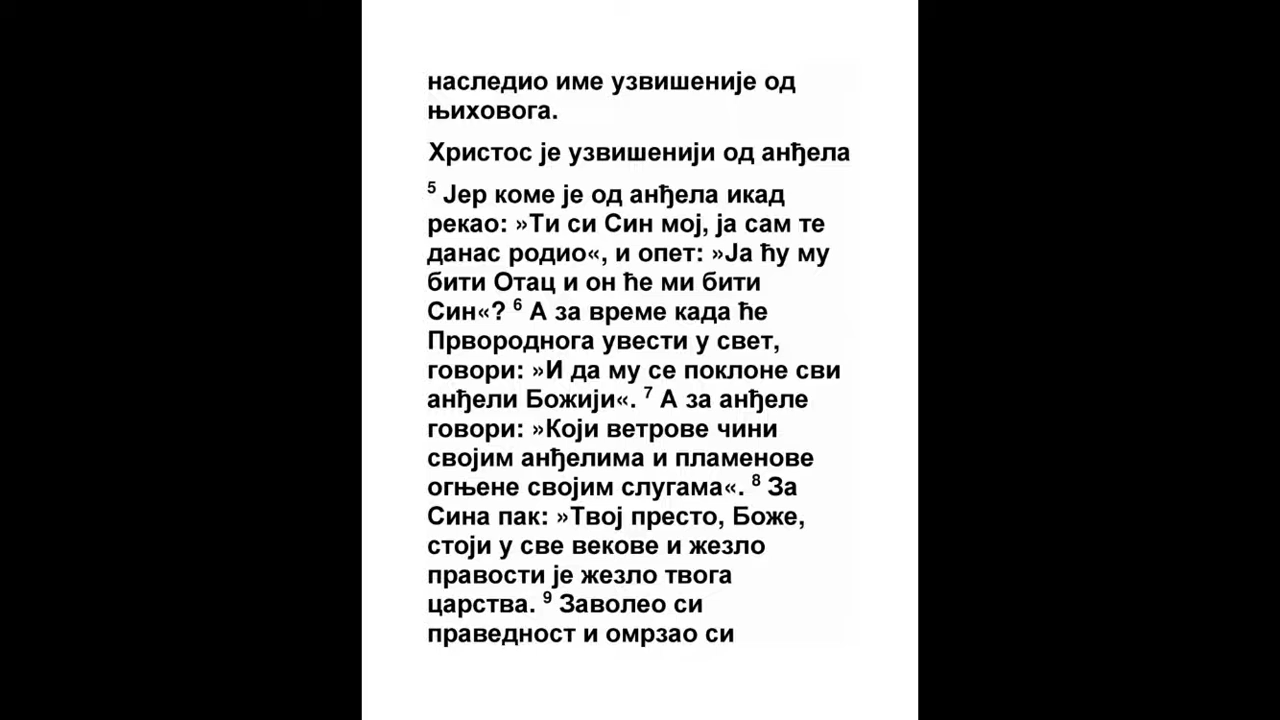 наследио име узвишеније од
њиховога.
Христос је узвишенији од анђела
5 Јер коме је од анђела икад
рекао: »Ти си Син мој, ја сам те
данас родио«, и опет: »Ја ћу му
бити Отац и он ће ми бити
Син«? 6 А за време када ће
Првороднога увести у свет,
говори: »И да му се поклоне сви
анђели Божији«. 7 А за анђеле
говори: »Који ветрове чини
својим анђелима и пламенове
огњене својим слугама«. 8 За
Сина пак: »Твој престо, Боже,
стоји у све векове и жезло
правости је жезло твога
царства. 9 Заволео си
праведност и омрзао си